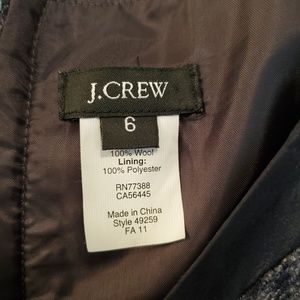 J.CREW
6
100% Wool
Lining:
100% Polyester
RN77388
CA56445
Made in China
Style 49259
FA 11